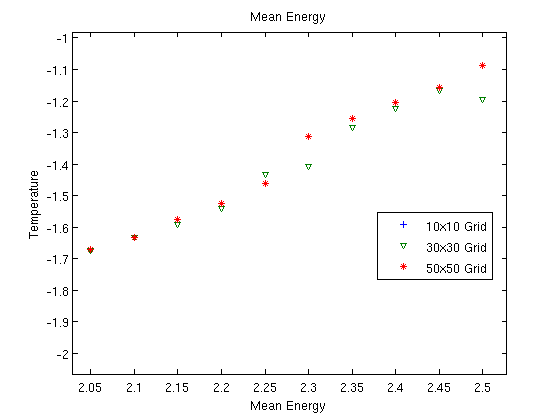 Mean Energy
-1
-1.1
-1.2
-1.3
-1.4
-1.5
-1.6
-1.7
-1.8
-1.9
-2
Temperature
10x10 Grid
30x30 Grid
50x50 Grid
2.05 2.1 2.15 2.2 2.25 2.3 2.35 2.4 2.45 2.5
Mean Energy